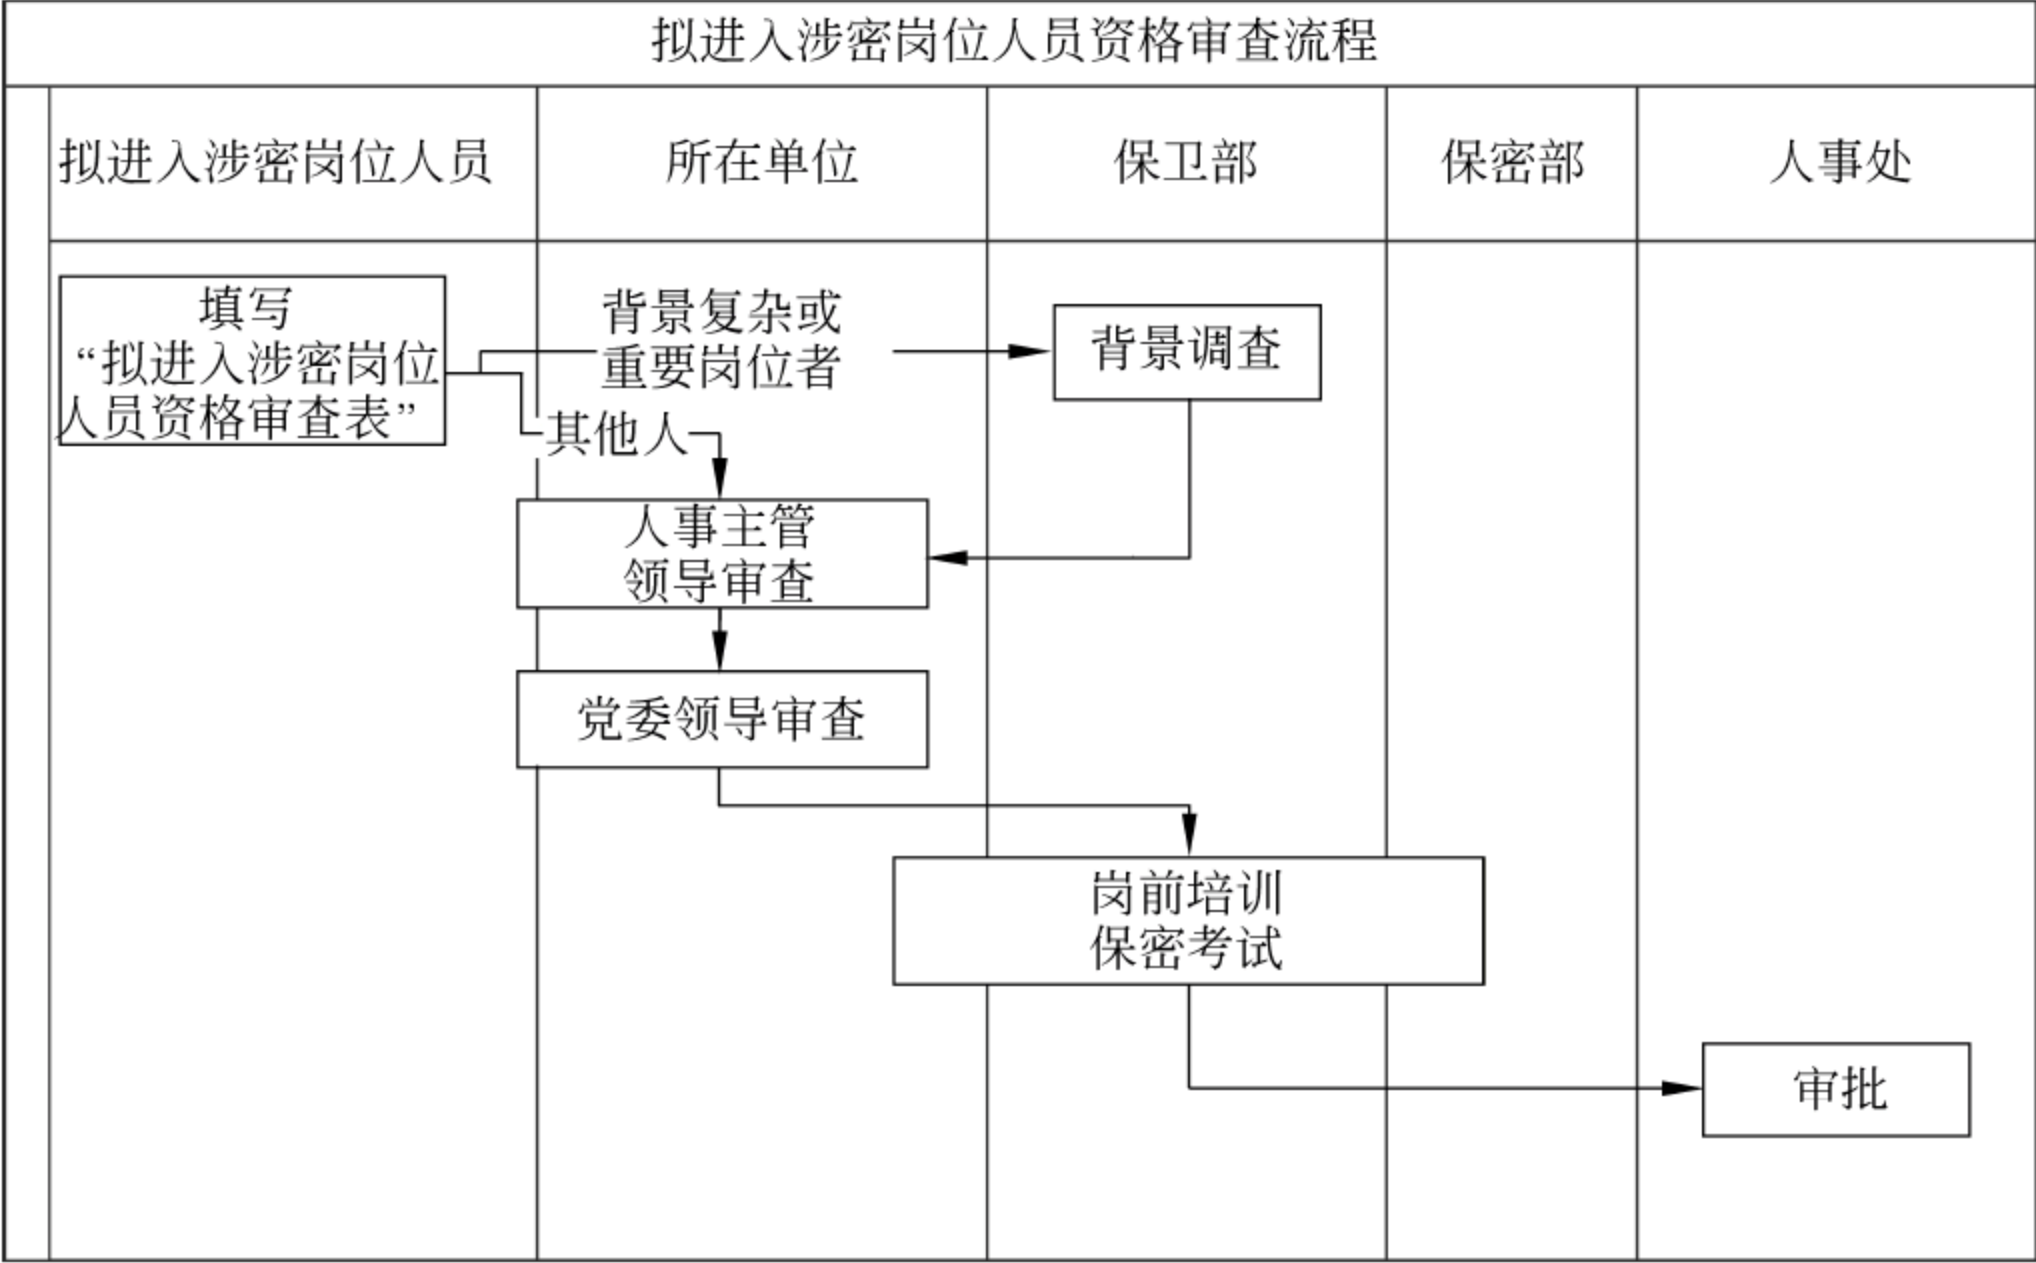 拟进入涉密岗位人员资格审查流程
拟进入涉密岗位人员
所在单位
保卫部
保密部
人事处
填写
“拟进入涉密岗位
人员资格审查表”
背景复杂或
重要岗位者
背景调查
其他人
人事主管
领导审查
党委领导审查
岗前培训
保密考试
审批